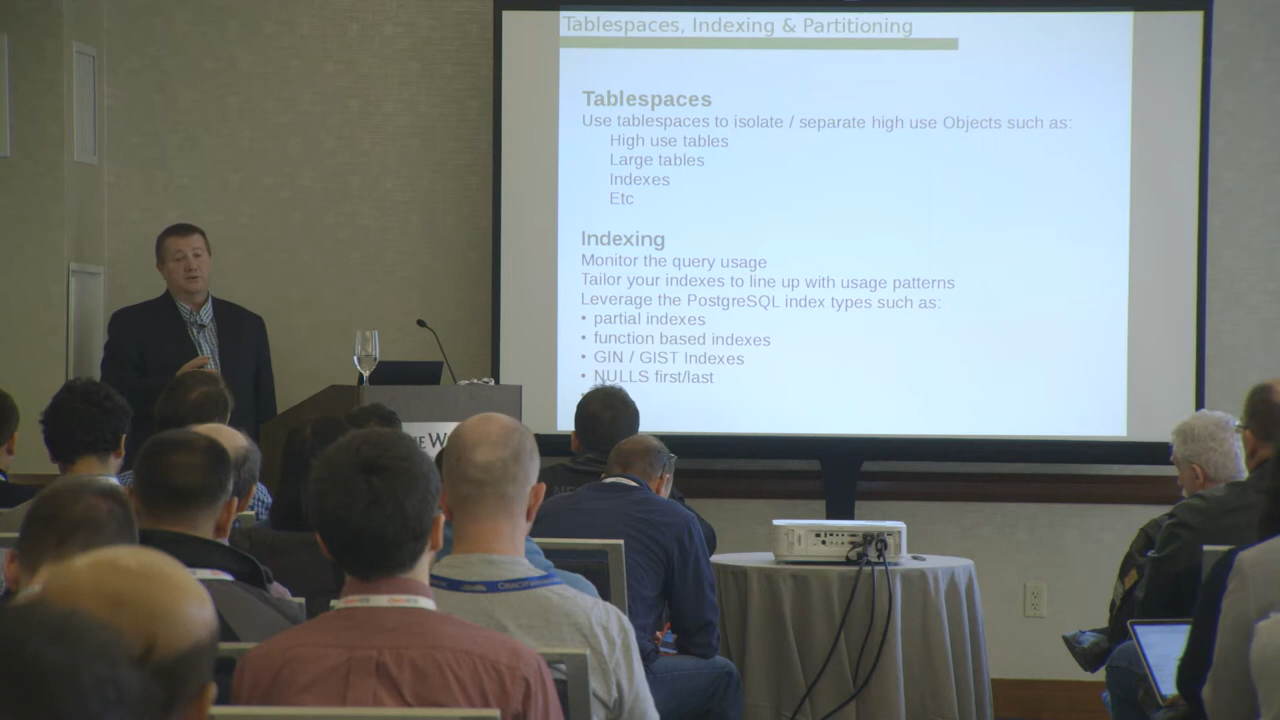 Tablespaces, Indexing & Partitioning
Tablespaces
Use tablespaces to isolate / separate high use Objects such as:
High use tables
Large tables
Indexes
Etc
Indexing
Monitor the query usage
Tailor your indexes to line up with usage patterns
Leverage the PostgreSQL index types such as:
• partial indexes
• function based indexes
• GIN / GIST Indexes
• NULLS first/last